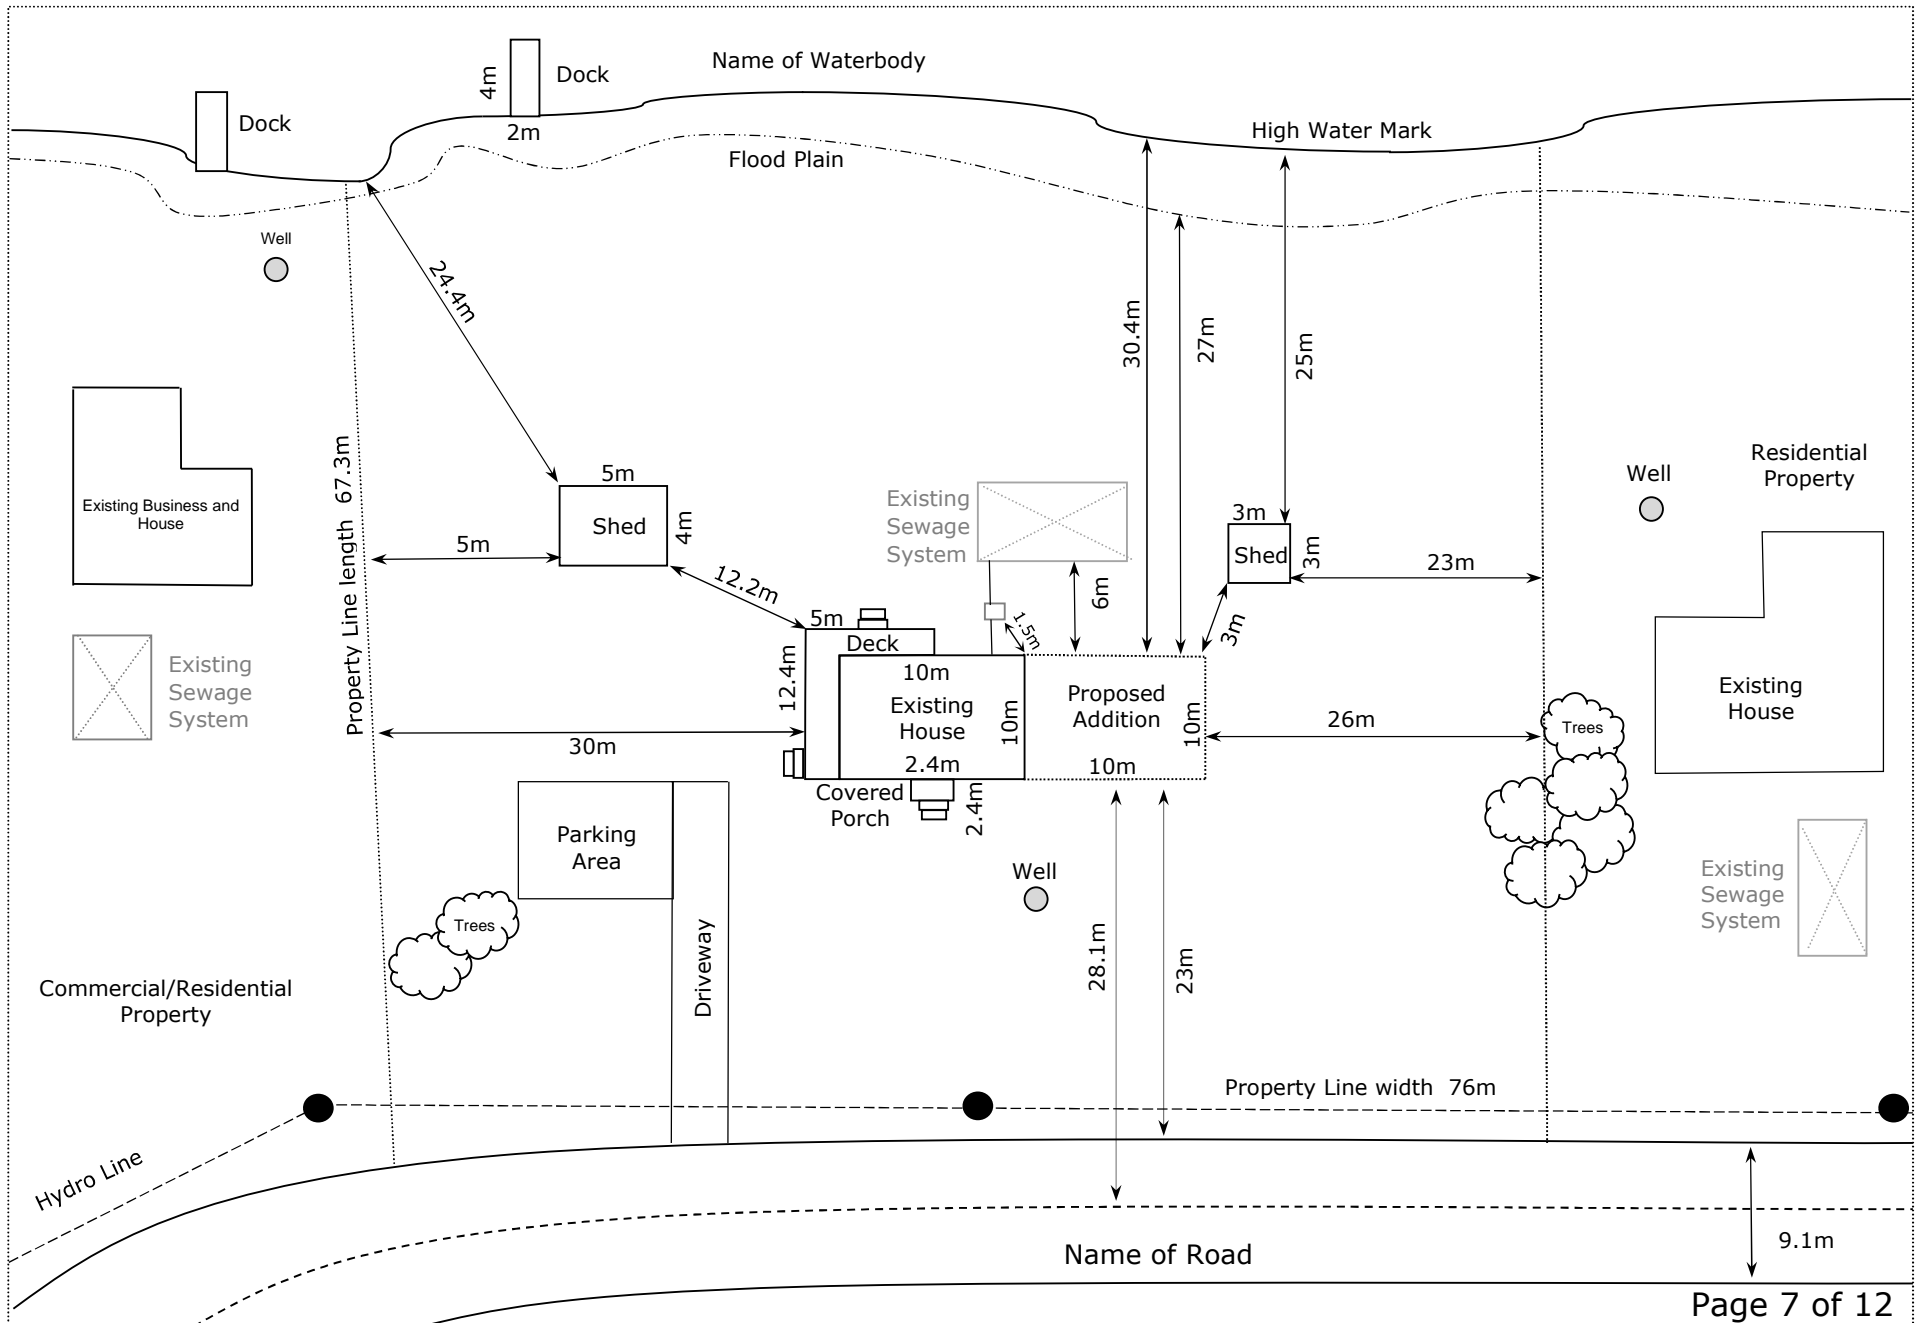 Name of Waterbody
Dock
4m
2m
Dock
High Water Mark
Flood Plain
Well
24.4m
30.4m
27m
25m
Property Line length 67.3m
Existing Business and
House
5m
Shed
4m
5m
12.2m
Existing
Sewage
System
6m
1.5m
3m
Shed
3m
23m
3m
Well
Residential
Property
Existing
Sewage
System
5m
Deck
12.4m
10m
Existing
House
10m
2.4m
Proposed
Addition
10m
10m
30m
26m
Trees
Existing
House
Covered
Porch
2.4m
Parking
Area
Well
Trees
Driveway
28.1m
23m
Existing
Sewage
System
Commercial/Residential
Property
Property Line width 76m
Hydro Line
Name of Road
9.1m
Page 7 of 12